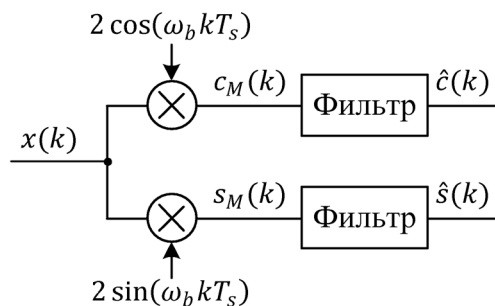 2 cos(ω_b kT_s)
c_M(k)
Фильтр
ĉ(k)
x(k)
s_M(k)
Фильтр
ŝ(k)
2 sin(ω_b kT_s)